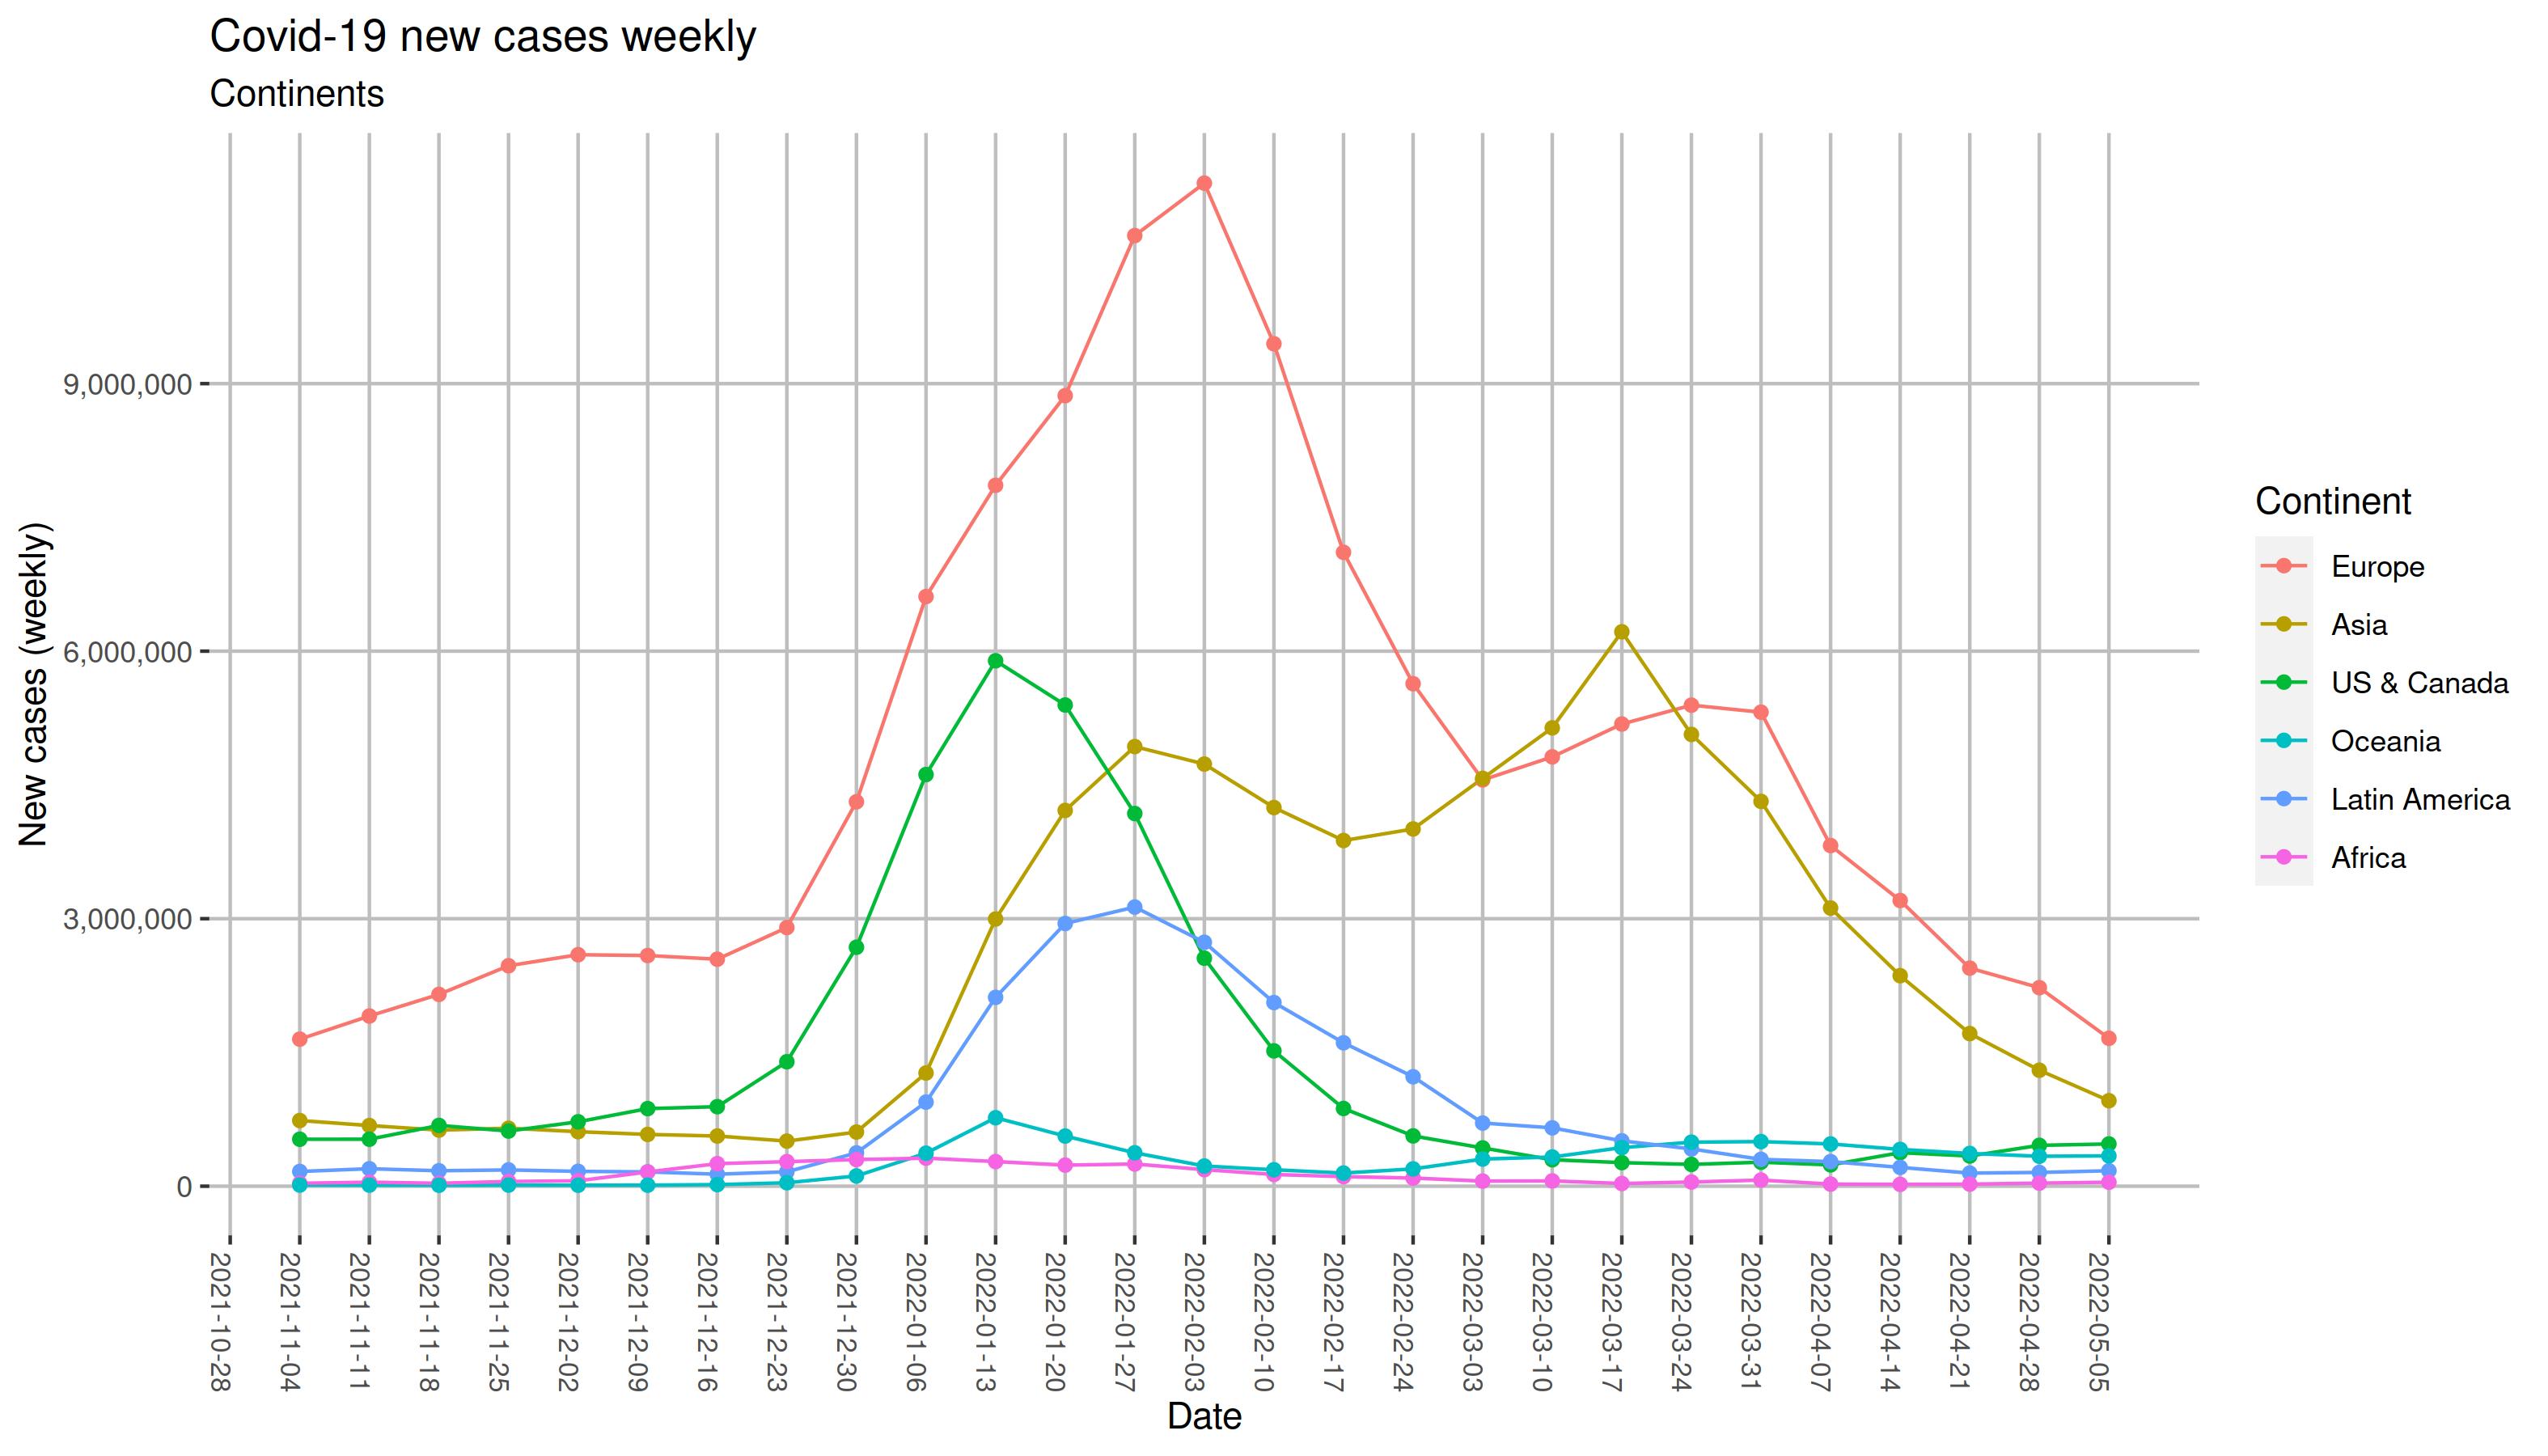 Covid-19 new cases weekly
Continents
New cases (weekly)
9,000,000
6,000,000
3,000,000
0
2021-10-28
2021-11-04
2021-11-11
2021-11-18
2021-11-25
2021-12-02
2021-12-09
2021-12-16
2021-12-23
2021-12-30
2022-01-06
2022-01-13
2022-01-20
2022-01-27
2022-02-03
2022-02-10
2022-02-17
2022-02-24
2022-03-03
2022-03-10
2022-03-17
2022-03-24
2022-03-31
2022-04-07
2022-04-14
2022-04-21
2022-04-28
2022-05-05
Date
Continent
Europe
Asia
US & Canada
Oceania
Latin America
Africa